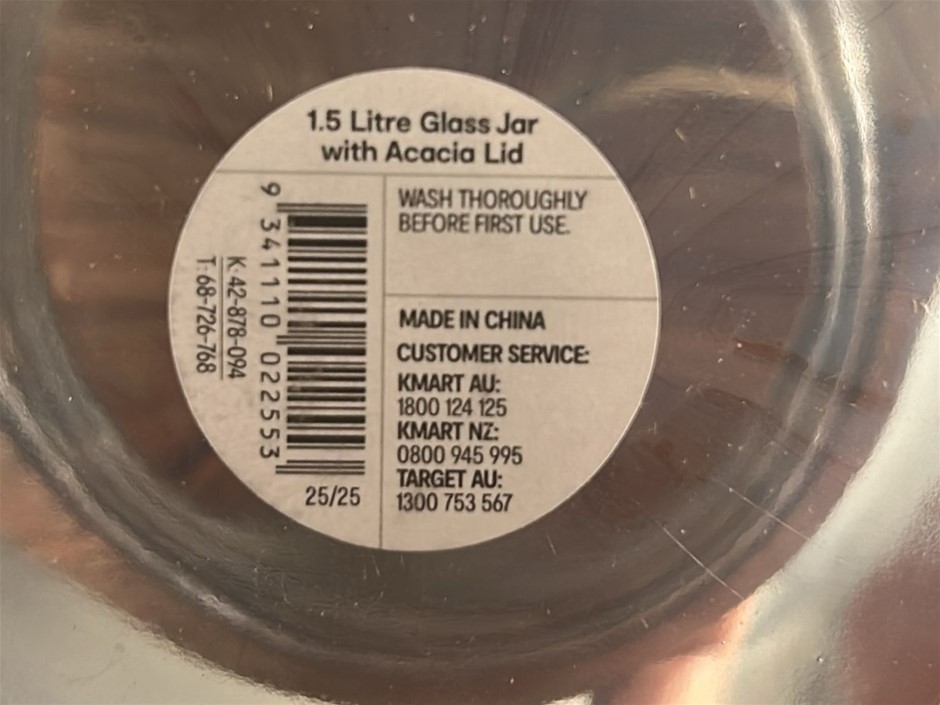 1.5 Litre Glass Jar
with Acacia Lid
WASH THOROUGHLY
BEFORE FIRST USE.
9 341110 022553
K: 42-878-094
T: 68-726-768
25/25
MADE IN CHINA
CUSTOMER SERVICE:
KMART AU:
1800 124 125
KMART NZ:
0800 945 995
TARGET AU:
1300 753 567